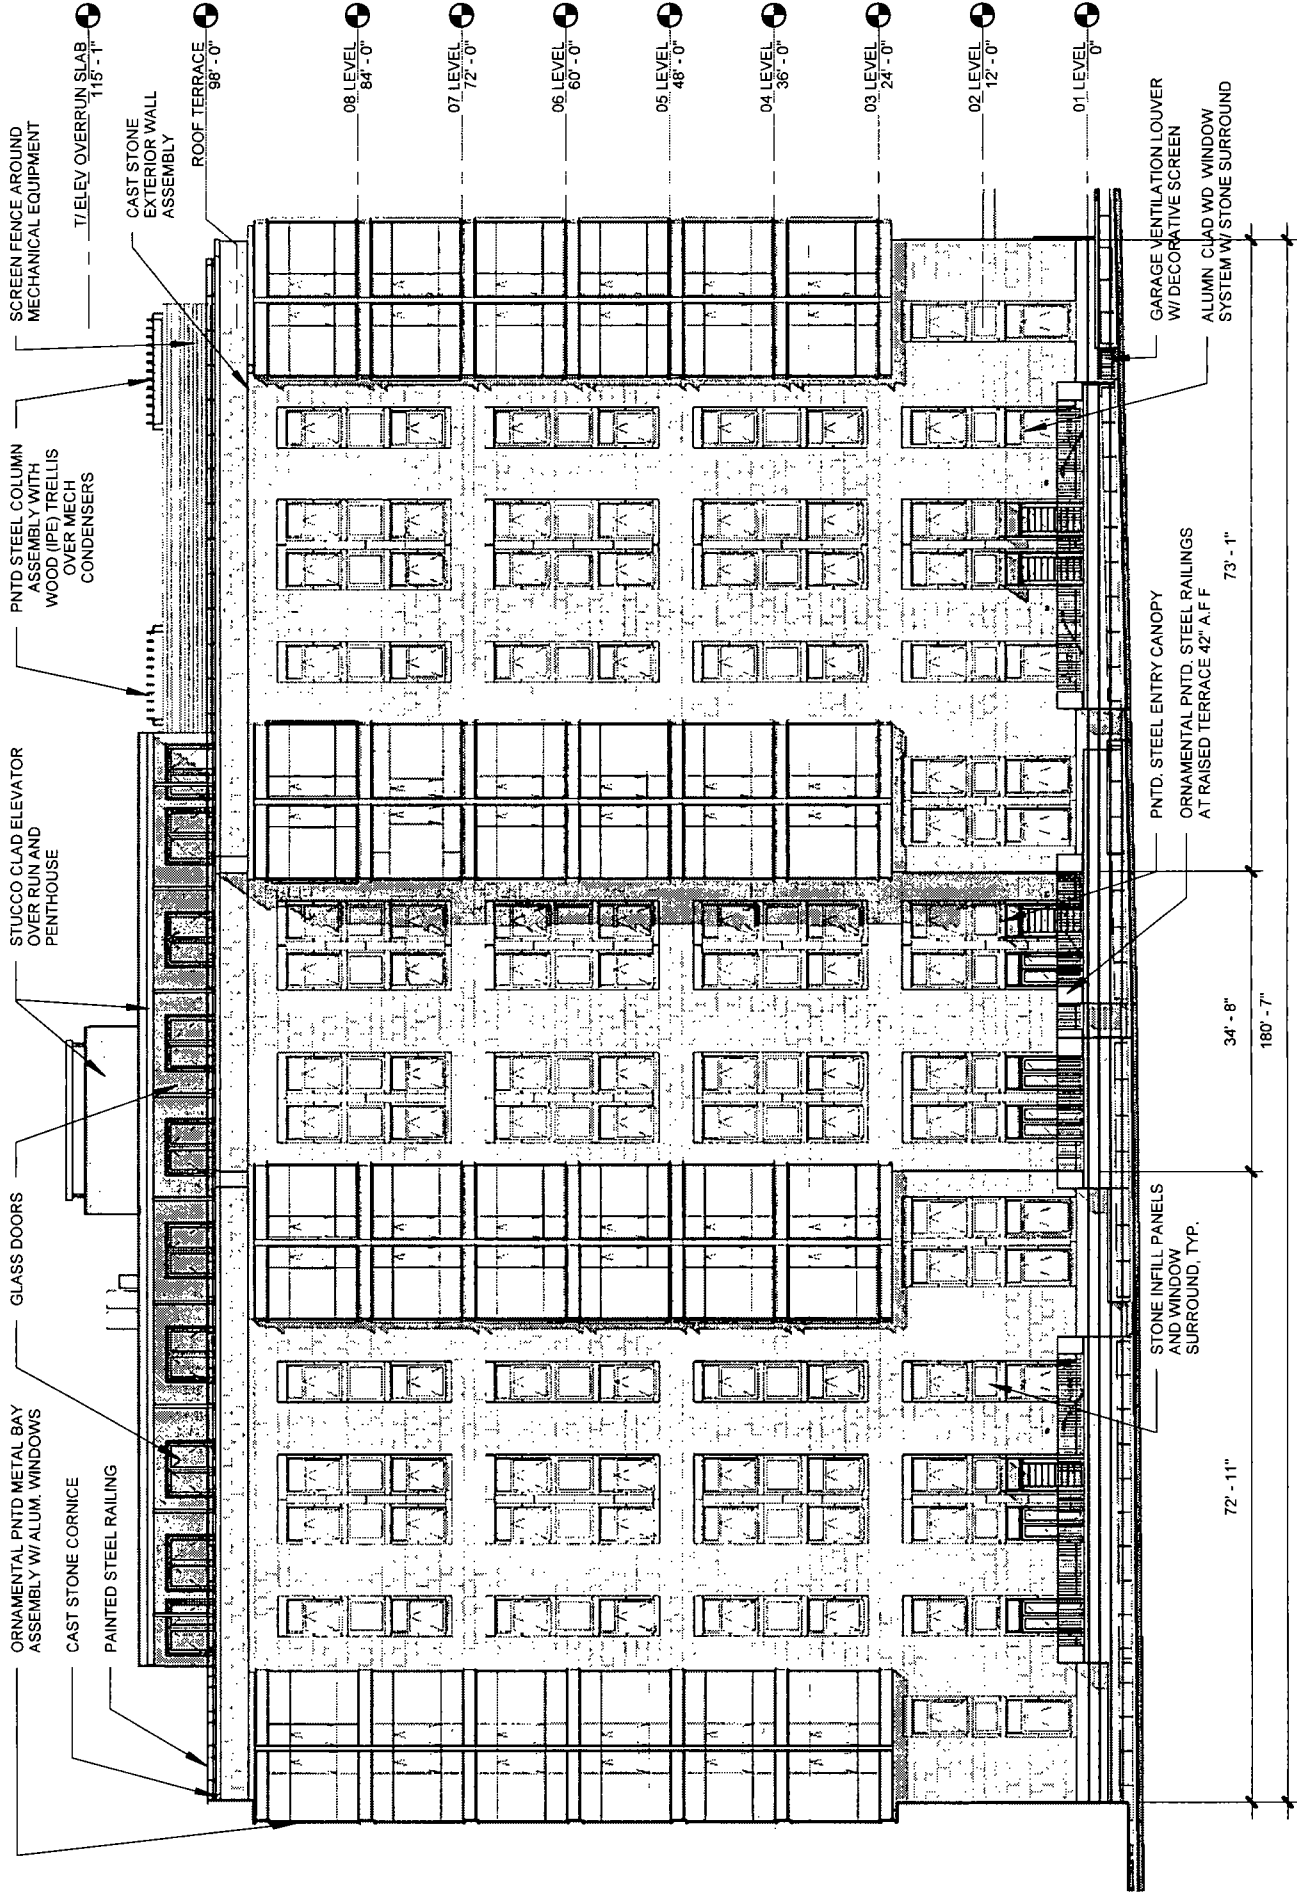 ORNAMENTAL PNTD METAL BAY
ASSEMBLY W/ ALUM. WINDOWS
CAST STONE CORNICE
PAINTED STEEL RAILING
GLASS DOORS
STUCCO CLAD ELEVATOR
OVER RUN AND
PENTHOUSE
PNTD STEEL COLUMN
ASSEMBLY WITH
WOOD (IPE) TRELLIS
OVER MECH
CONDENSERS
SCREEN FENCE AROUND
MECHANICAL EQUIPMENT
T/ ELEV OVERRUN SLAB
115' - 1"
CAST STONE
EXTERIOR WALL
ASSEMBLY
ROOF TERRACE
98' - 0"
08 LEVEL
84' - 0"
07 LEVEL
72' - 0"
06 LEVEL
60' - 0"
05 LEVEL
48' - 0"
04 LEVEL
36' - 0"
03 LEVEL
24' - 0"
02 LEVEL
12' - 0"
01 LEVEL
0"
STONE INFILL PANELS
AND WINDOW
SURROUND, TYP.
PNTD. STEEL ENTRY CANOPY
ORNAMENTAL PNTD. STEEL RAILINGS
AT RAISED TERRACE 42" A.F F
GARAGE VENTILATION LOUVER
W/ DECORATIVE SCREEN
ALUMN CLAD WD WINDOW
SYSTEM W/ STONE SURROUND
72' - 11"
34' - 8"
73' - 1"
180' - 7"